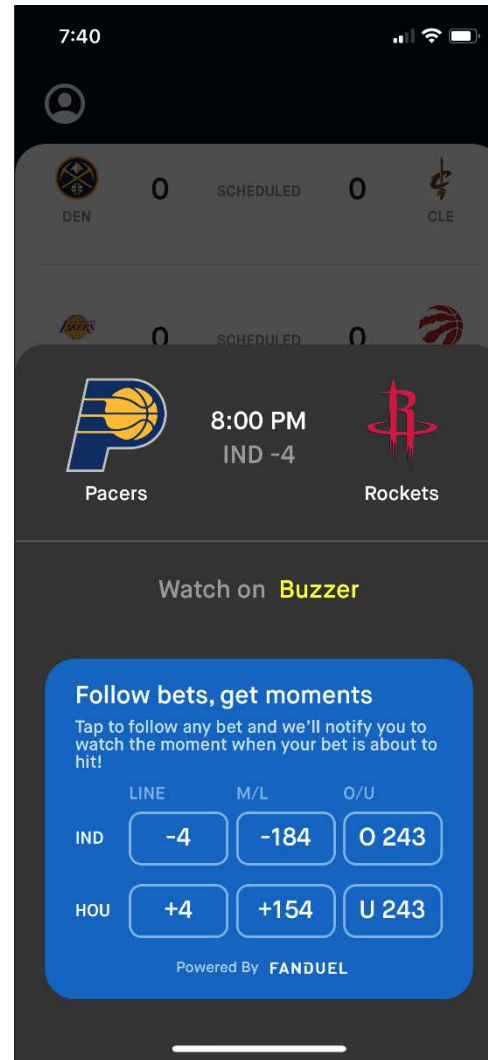 7:40
0 SCHEDULED 0
DEN CLE
LAKERS
0 SCHEDULED 0
8:00 PM
IND -4
Pacers Rockets
Watch on Buzzer
Follow bets, get moments
Tap to follow any bet and we'll notify you to
watch the moment when your bet is about to
hit!
LINE M/L O/U
IND -4 -184 O 243
HOU +4 +154 U 243
Powered By FANDUEL